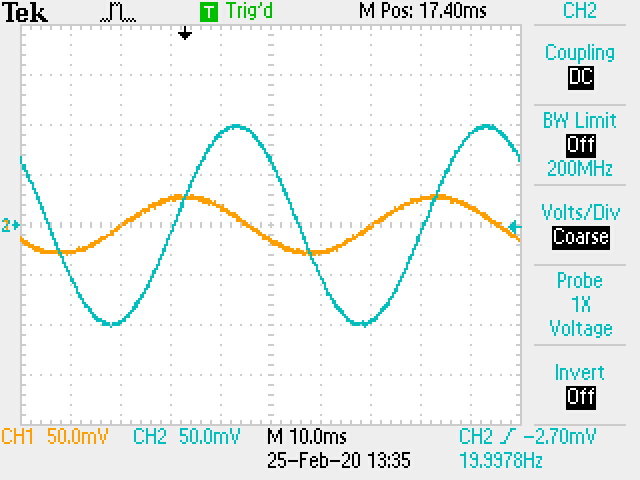 Tek T Trig'd M Pos: 17.40ms CH2
Coupling
DC
BW Limit
Off
200MHz
Volts/Div
Coarse
Probe
1X
Voltage
Invert
Off
2
CH1 50.0mV CH2 50.0mV M 10.0ms CH2 -2.70mV
25-Feb-20 13:35 19.9978Hz